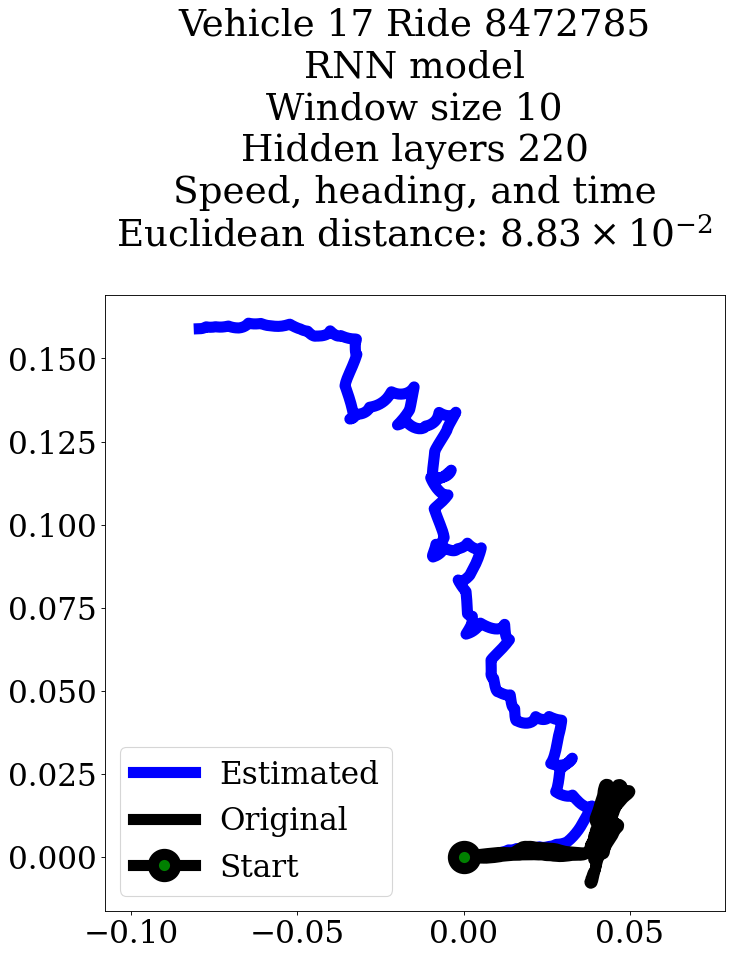 Vehicle 17 Ride 8472785
RNN model
Window size 10
Hidden layers 220
Speed, heading, and time
Euclidean distance: 8.83 × 10⁻²
0.150
0.125
0.100
0.075
0.050
0.025
0.000
Estimated
Original
Start
−0.10 −0.05 0.00 0.05